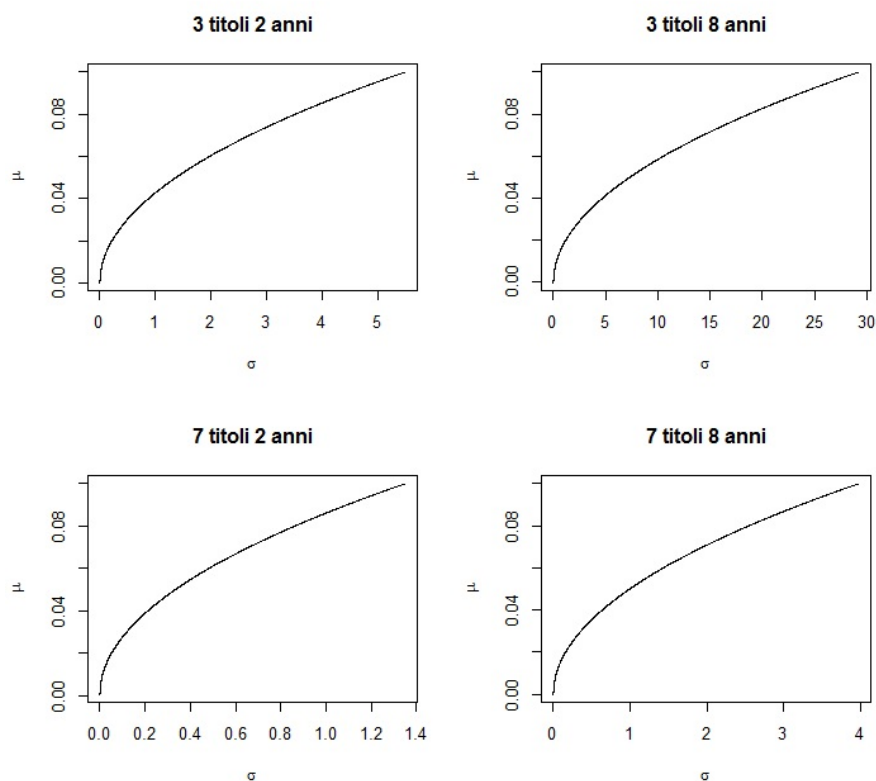 3 titoli 2 anni
μ
0.00 0.04 0.08
0 1 2 3 4 5
σ
3 titoli 8 anni
μ
0.00 0.04 0.08
0 5 10 15 20 25 30
σ
7 titoli 2 anni
μ
0.00 0.04 0.08
0.0 0.2 0.4 0.6 0.8 1.0 1.2 1.4
σ
7 titoli 8 anni
μ
0.00 0.04 0.08
0 1 2 3 4
σ